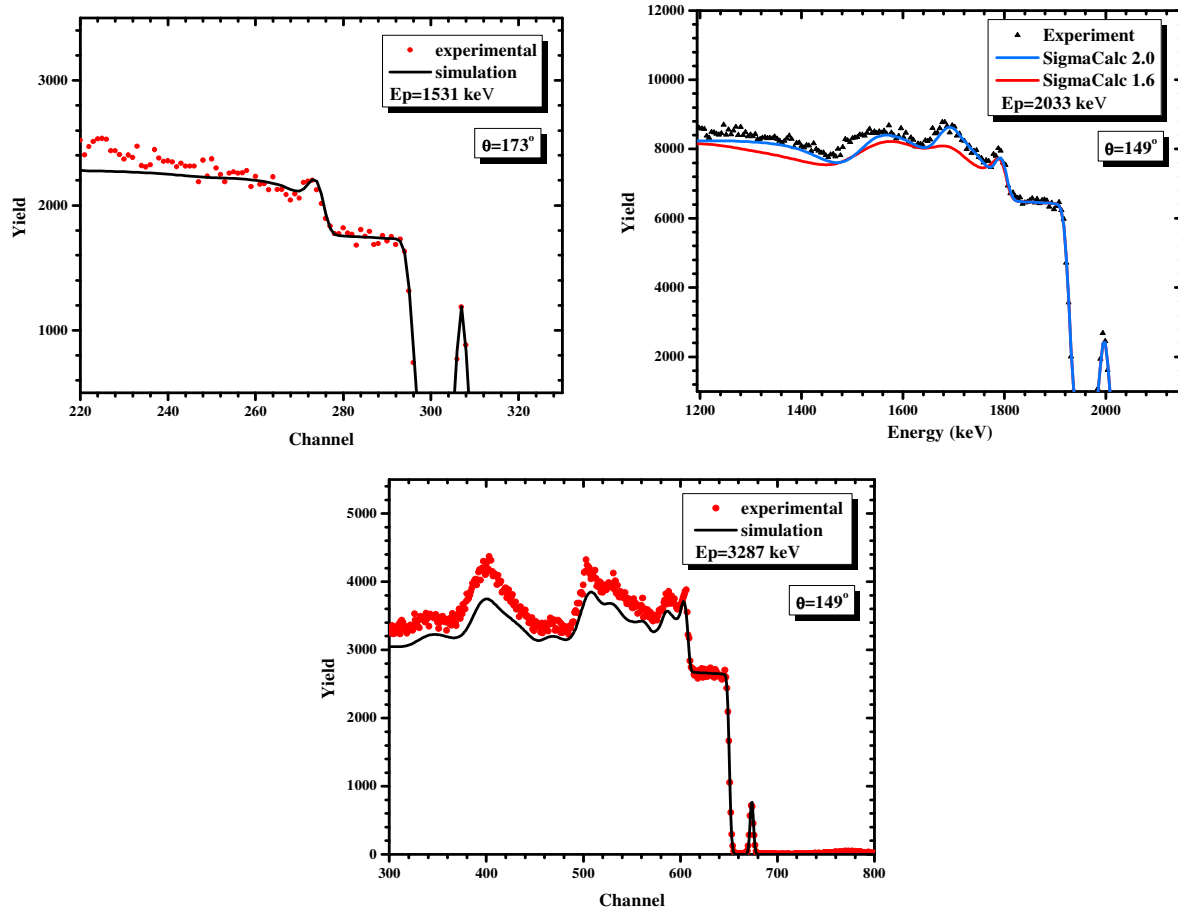 experimental
simulation
Ep=1531 keV
θ=173°
3000
2000
1000
Yield
220 240 260 280 300 320
Channel
Experiment
SigmaCalc 2.0
SigmaCalc 1.6
Ep=2033 keV
θ=149°
12000
10000
8000
6000
4000
2000
Yield
1200 1400 1600 1800 2000
Energy (keV)
experimental
simulation
Ep=3287 keV
θ=149°
5000
4000
3000
2000
1000
0
Yield
300 400 500 600 700 800
Channel